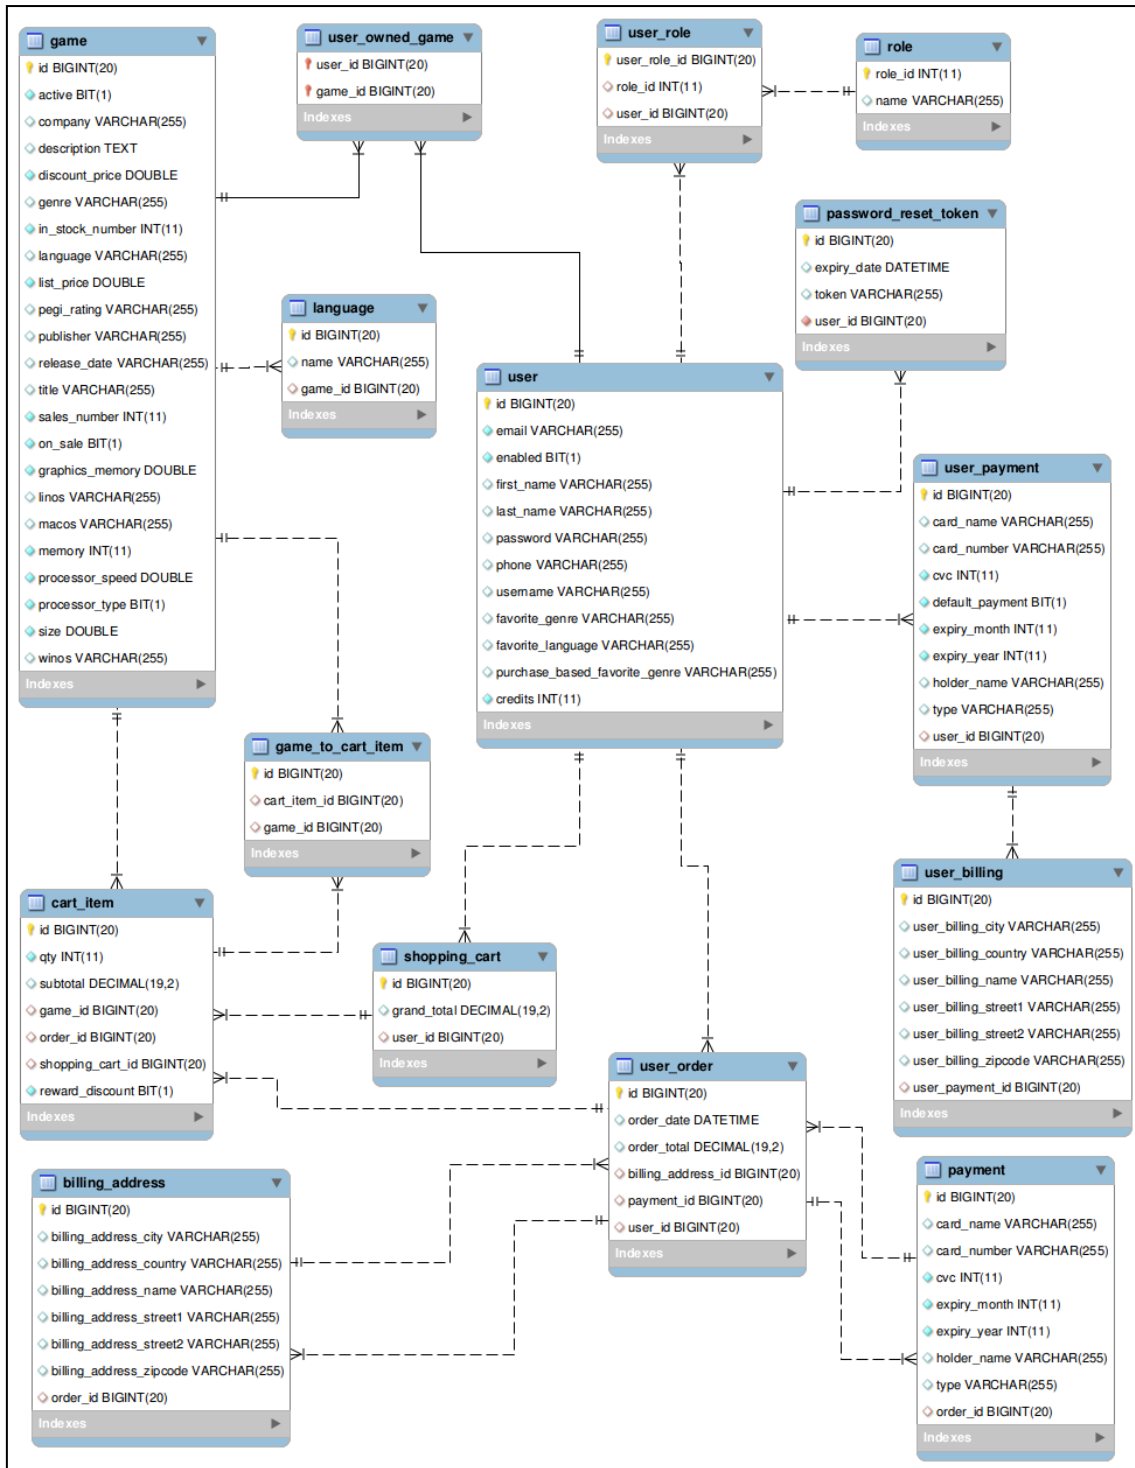 game
id BIGINT(20)
active BIT(1)
company VARCHAR(255)
description TEXT
discount_price DOUBLE
genre VARCHAR(255)
in_stock_number INT(11)
language VARCHAR(255)
list_price DOUBLE
pegi_rating VARCHAR(255)
publisher VARCHAR(255)
release_date VARCHAR(255)
title VARCHAR(255)
sales_number INT(11)
on_sale BIT(1)
graphics_memory DOUBLE
linos VARCHAR(255)
macos VARCHAR(255)
memory INT(11)
processor_speed DOUBLE
processor_type BIT(1)
size DOUBLE
winos VARCHAR(255)
Indexes
user_owned_game
user_id BIGINT(20)
game_id BIGINT(20)
Indexes
user_role
user_role_id BIGINT(20)
role_id INT(11)
user_id BIGINT(20)
Indexes
role
role_id INT(11)
name VARCHAR(255)
Indexes
password_reset_token
id BIGINT(20)
expiry_date DATETIME
token VARCHAR(255)
user_id BIGINT(20)
Indexes
language
id BIGINT(20)
name VARCHAR(255)
game_id BIGINT(20)
Indexes
user
id BIGINT(20)
email VARCHAR(255)
enabled BIT(1)
first_name VARCHAR(255)
last_name VARCHAR(255)
password VARCHAR(255)
phone VARCHAR(255)
username VARCHAR(255)
favorite_genre VARCHAR(255)
favorite_language VARCHAR(255)
purchase_based_favorite_genre VARCHAR(255)
credits INT(11)
Indexes
user_payment
id BIGINT(20)
card_name VARCHAR(255)
card_number VARCHAR(255)
cvc INT(11)
default_payment BIT(1)
expiry_month INT(11)
expiry_year INT(11)
holder_name VARCHAR(255)
type VARCHAR(255)
user_id BIGINT(20)
Indexes
game_to_cart_item
id BIGINT(20)
cart_item_id BIGINT(20)
game_id BIGINT(20)
Indexes
user_billing
id BIGINT(20)
user_billing_city VARCHAR(255)
user_billing_country VARCHAR(255)
user_billing_name VARCHAR(255)
user_billing_street1 VARCHAR(255)
user_billing_street2 VARCHAR(255)
user_billing_zipcode VARCHAR(255)
user_payment_id BIGINT(20)
Indexes
cart_item
id BIGINT(20)
qty INT(11)
subtotal DECIMAL(19,2)
game_id BIGINT(20)
order_id BIGINT(20)
shopping_cart_id BIGINT(20)
reward_discount BIT(1)
Indexes
shopping_cart
id BIGINT(20)
grand_total DECIMAL(19,2)
user_id BIGINT(20)
Indexes
user_order
id BIGINT(20)
order_date DATETIME
order_total DECIMAL(19,2)
billing_address_id BIGINT(20)
payment_id BIGINT(20)
user_id BIGINT(20)
Indexes
billing_address
id BIGINT(20)
billing_address_city VARCHAR(255)
billing_address_country VARCHAR(255)
billing_address_name VARCHAR(255)
billing_address_street1 VARCHAR(255)
billing_address_street2 VARCHAR(255)
billing_address_zipcode VARCHAR(255)
order_id BIGINT(20)
Indexes
payment
id BIGINT(20)
card_name VARCHAR(255)
card_number VARCHAR(255)
cvc INT(11)
expiry_month INT(11)
expiry_year INT(11)
holder_name VARCHAR(255)
type VARCHAR(255)
order_id BIGINT(20)
Indexes